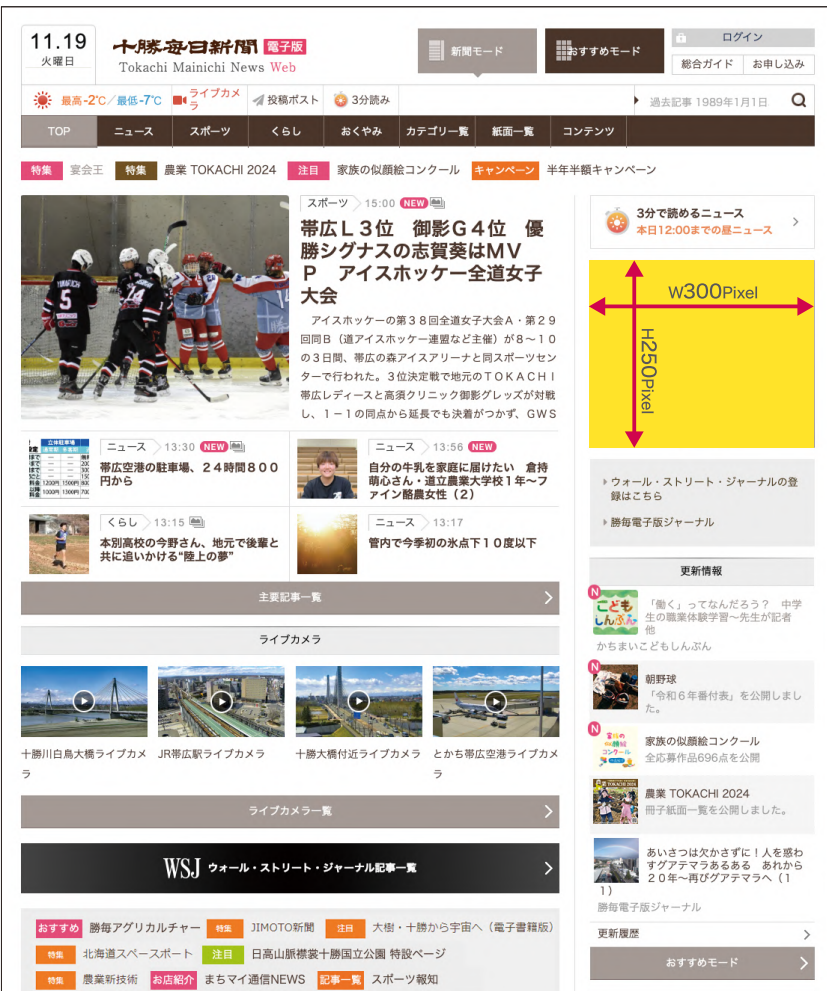 11.19
火曜日
十勝毎日新聞 電子版
Tokachi Mainichi News Web
新聞モード
おすすめモード
ログイン
総合ガイド
お申し込み
最高-2℃／最低-7℃
ライブカメ
ラ
投稿ポスト
3分読み
過去記事 1989年1月1日
TOP
ニュース
スポーツ
くらし
おくやみ
カテゴリ一覧
紙面一覧
コンテンツ
特集 宴会王
特集 農業 TOKACHI 2024
注目 家族の似顔絵コンクール
キャンペーン 半年半額キャンペーン
スポーツ 15:00 NEW
帯広Ｌ３位　御影Ｇ４位　優
勝シグナスの志賀葵はＭＶ
Ｐ　アイスホッケー全道女子
大会
アイスホッケーの第３８回全道女子大会Ａ・第２９
回同Ｂ（道アイスホッケー連盟など主催）が８～１０
の３日間、帯広の森アイスアリーナと同スポーツセン
ターで行われた。３位決定戦で地元のＴＯＫＡＣＨＩ
帯広レディースと高須クリニック御影グレッズが対戦
し、１－１の同点から延長でも決着がつかず、ＧＷＳ
ニュース 13:30 NEW
帯広空港の駐車場、２４時間８００
円から
ニュース 13:56 NEW
自分の牛乳を家庭に届けたい　倉持
萌心さん・道立農業大学校１年～フ
ァイン酪農女性（２）
くらし 13:15
本別高校の今野さん、地元で後輩と
共に追いかける“陸上の夢”
ニュース 13:17
管内で今季初の氷点下１０度以下
主要記事一覧
ライブカメラ
十勝川白鳥大橋ライブカメ
ラ
JR帯広駅ライブカメラ
十勝大橋付近ライブカメラ
とかち帯広空港ライブカメ
ラ
ライブカメラ一覧
WSJ ウォール・ストリート・ジャーナル記事一覧
おすすめ 勝毎アグリカルチャー
特集 JIMOTO新聞
注目 大樹・十勝から宇宙へ（電子書籍版）
特集 北海道スペースポート
注目 日高山脈襟裳十勝国立公園 特設ページ
特集 農業新技術
お店紹介 まちマイ通信NEWS
記事一覧 スポーツ報知
3分で読めるニュース
本日12:00までの昼ニュース
W300Pixel
H250Pixel
ウォール・ストリート・ジャーナルの登
録はこちら
勝毎電子版ジャーナル
更新情報
N
こども
しんぶん
「働く」ってなんだろう？　中学
生の職業体験学習～先生が記者
他
かちまいこどもしんぶん
N
朝野球
「令和６年番付表」を公開しまし
た。
N
家族の
似顔絵
コンクール
家族の似顔絵コンクール
全応募作品696点を公開
農業 TOKACHI 2024
冊子紙面一覧を公開しました。
あいさつは欠かさずに！人を惑わ
すグアテマラあるある　あれから
２０年～再びグアテマラへ（１
１）
勝毎電子版ジャーナル
更新履歴
おすすめモード